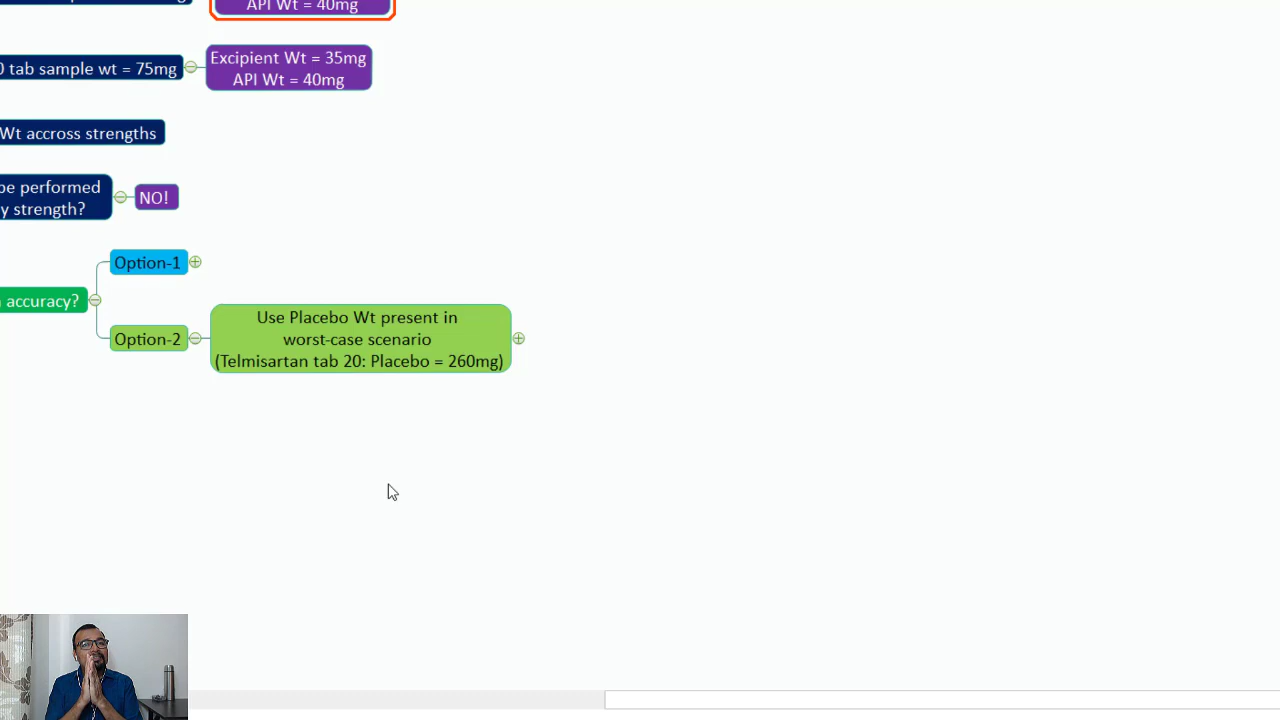 API Wt = 40mg
0 tab sample wt = 75mg
Excipient Wt = 35mg
API Wt = 40mg
Wt accross strengths
be performed
y strength?
NO!
Option-1
accuracy?
Option-2
Use Placebo Wt present in
worst-case scenario
(Telmisartan tab 20: Placebo = 260mg)